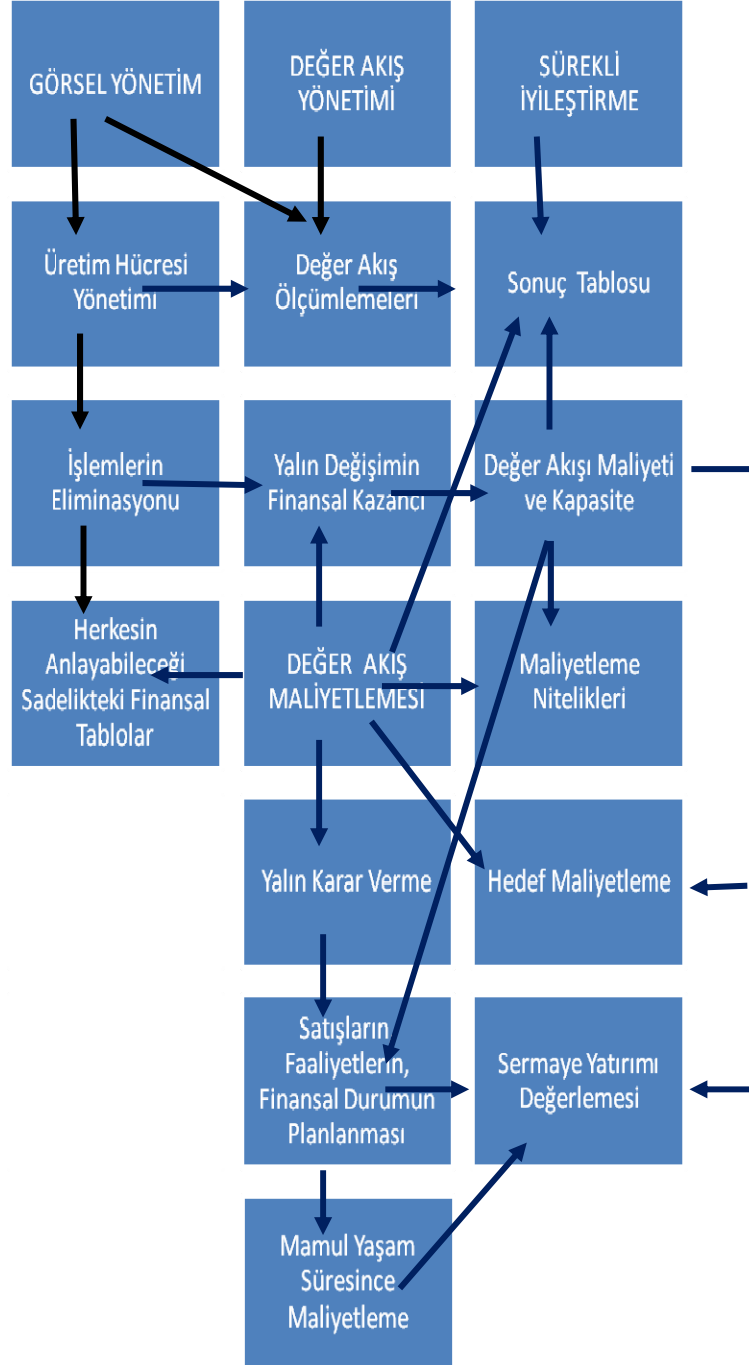 GÖRSEL YÖNETİM
DEĞER AKIŞ
YÖNETİMİ
SÜREKLİ
İYİLEŞTİRME
Üretim Hücresi
Yönetimi
Değer Akış
Ölçümlemeleri
Sonuç Tablosu
İşlemlerin
Eliminasyonu
Yalın Değişimin
Finansal Kazancı
Değer Akışı Maliyeti
ve Kapasite
Herkesin
Anlayabileceği
Sadelikteki Finansal
Tablolar
DEĞER AKIŞ
MALİYETLEMESİ
Maliyetleme
Nitelikleri
Yalın Karar Verme
Hedef Maliyetleme
Satışların
Faaliyetlerin,
Finansal Durumun
Planlanması
Sermaye Yatırımı
Değerlemesi
Mamul Yaşam
Süresince
Maliyetleme